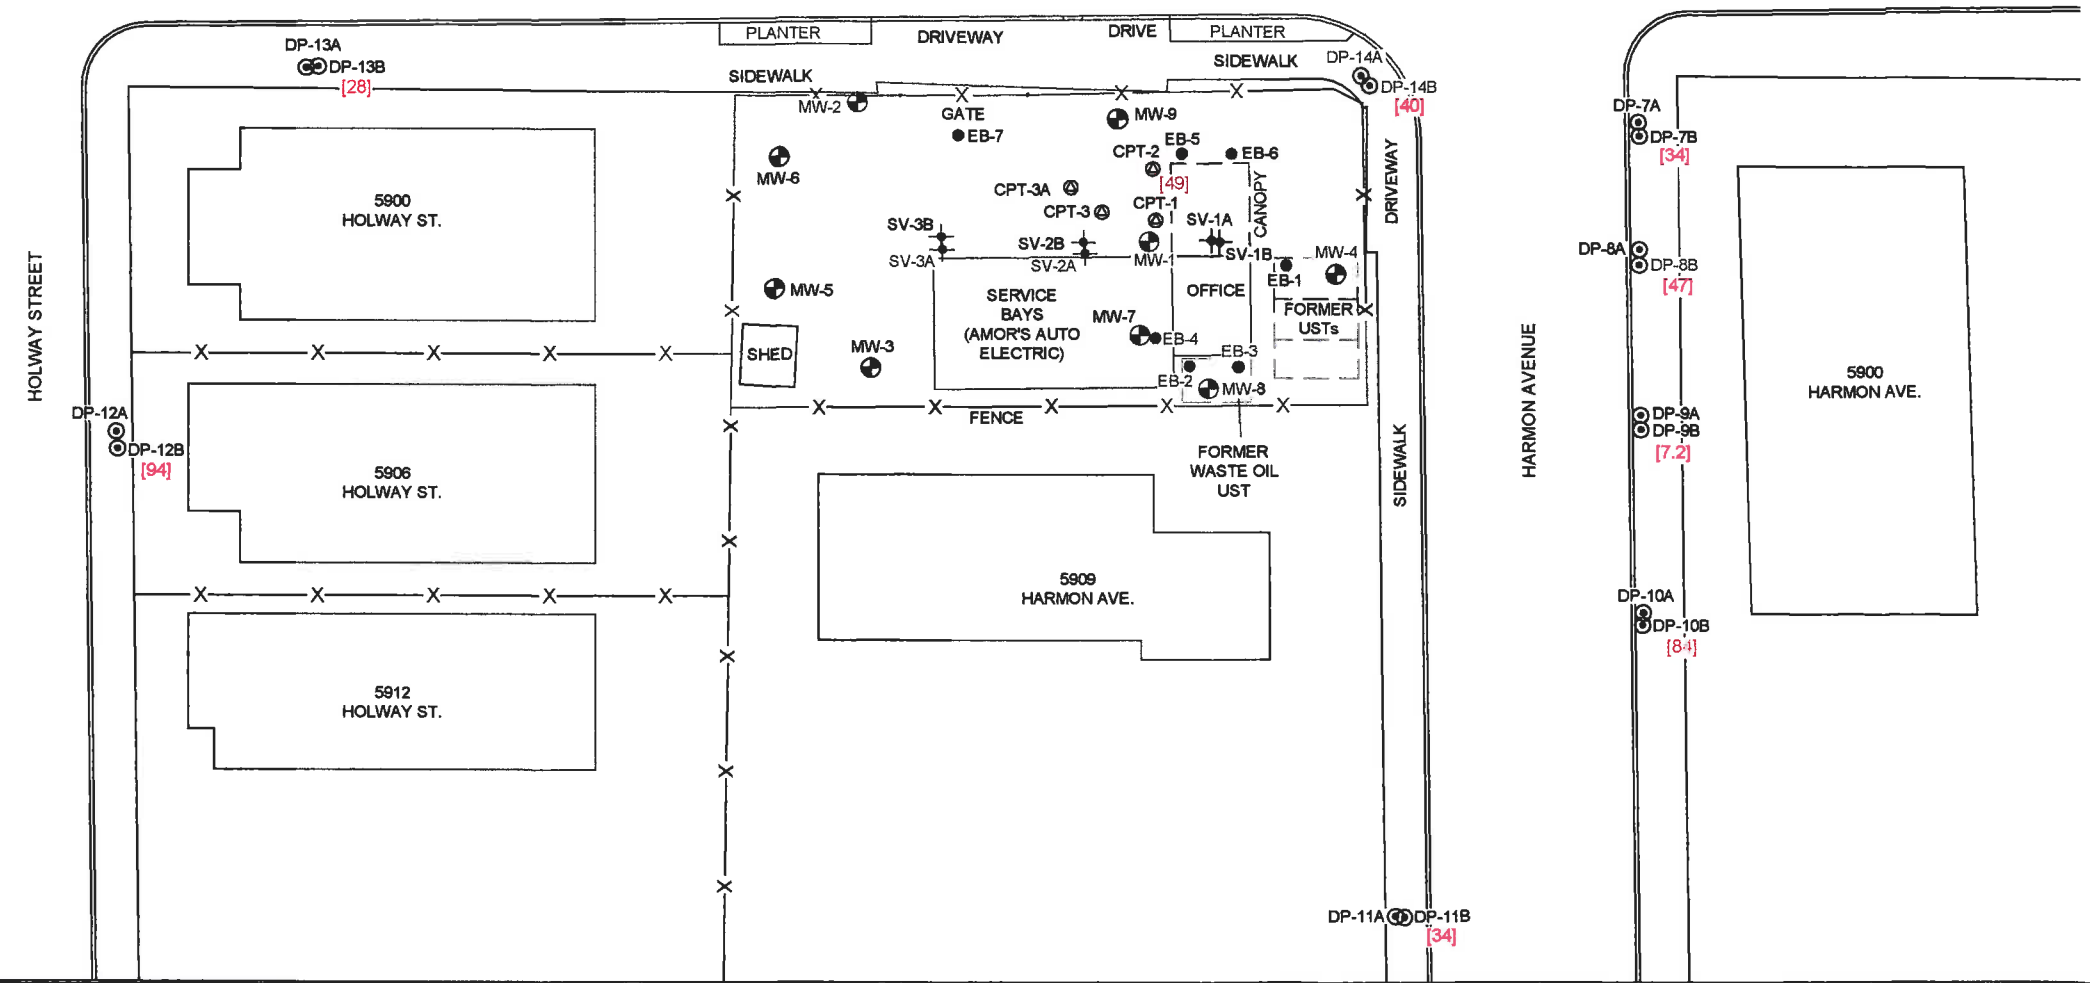 PLANTER
DRIVEWAY
DRIVE
PLANTER
SIDEWALK
SIDEWALK
DP-13A
DP-13B
[28]
DP-14A
DP-14B
[40]
MW-2
GATE
EB-7
MW-9
EB-5
EB-6
CPT-2
[49]
MW-6
CPT-3A
CPT-3
CPT-1
CANOPY
DRIVEWAY
SV-3B
SV-3A
SV-2B
SV-2A
MW-1
SV-1A
SV-1B
MW-4
EB-1
5900
HOLWAY ST.
HOLWAY STREET
MW-5
SHED
MW-3
SERVICE
BAYS
(AMOR'S AUTO
ELECTRIC)
OFFICE
FORMER
USTs
MW-7
EB-4
EB-3
EB-2
MW-8
FENCE
FORMER
WASTE OIL
UST
SIDEWALK
HARMON AVENUE
DP-7A
DP-7B
[34]
DP-8A
DP-8B
[47]
5900
HARMON AVE.
DP-9A
DP-9B
[7.2]
DP-10A
DP-10B
[84]
DP-12A
DP-12B
[94]
5906
HOLWAY ST.
5909
HARMON AVE.
5912
HOLWAY ST.
DP-11A
DP-11B
[34]